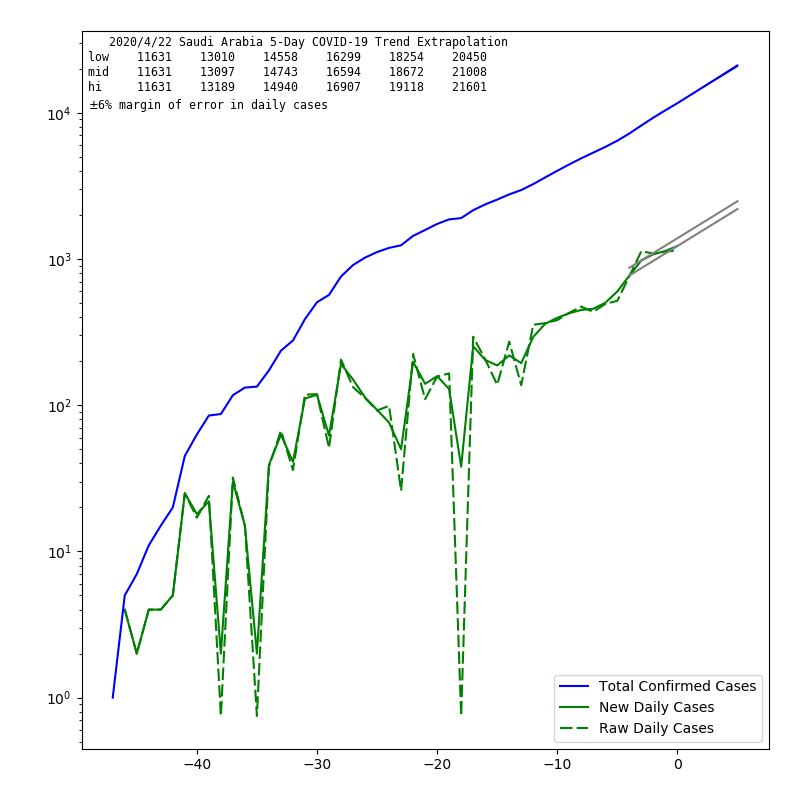 2020/4/22 Saudi Arabia 5-Day COVID-19 Trend Extrapolation
low 11631 13010 14558 16299 18254 20450
mid 11631 13097 14743 16594 18672 21008
hi 11631 13189 14940 16907 19118 21601
±6% margin of error in daily cases
10⁴
10³
10²
10¹
10⁰
Total Confirmed Cases
New Daily Cases
Raw Daily Cases
−40 −30 −20 −10 0